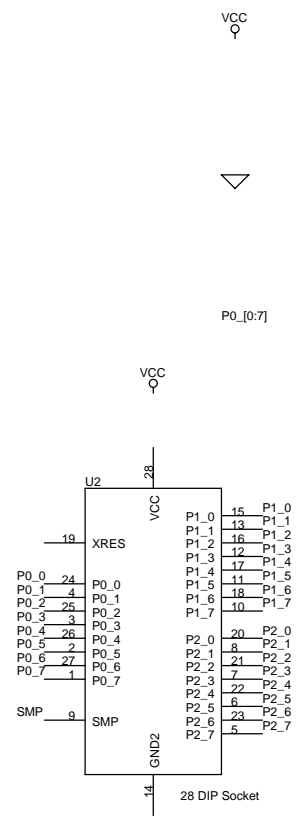 VCC
P0_[0:7]
VCC
28
U2
VCC
19 XRES
P0_0 24 P0_0
P0_1 4 P0_1
P0_2 25 P0_2
P0_3 3 P0_3
P0_4 26 P0_4
P0_5 2 P0_5
P0_6 27 P0_6
P0_7 1 P0_7
SMP 9 SMP
P1_0 15 P1_0
P1_1 13 P1_1
P1_2 16 P1_2
P1_3 12 P1_3
P1_4 17 P1_4
P1_5 11 P1_5
P1_6 18 P1_6
P1_7 10 P1_7
P2_0 20 P2_0
P2_1 8 P2_1
P2_2 21 P2_2
P2_3 7 P2_3
P2_4 22 P2_4
P2_5 6 P2_5
P2_6 23 P2_6
P2_7 5 P2_7
GND2
14
28 DIP Socket